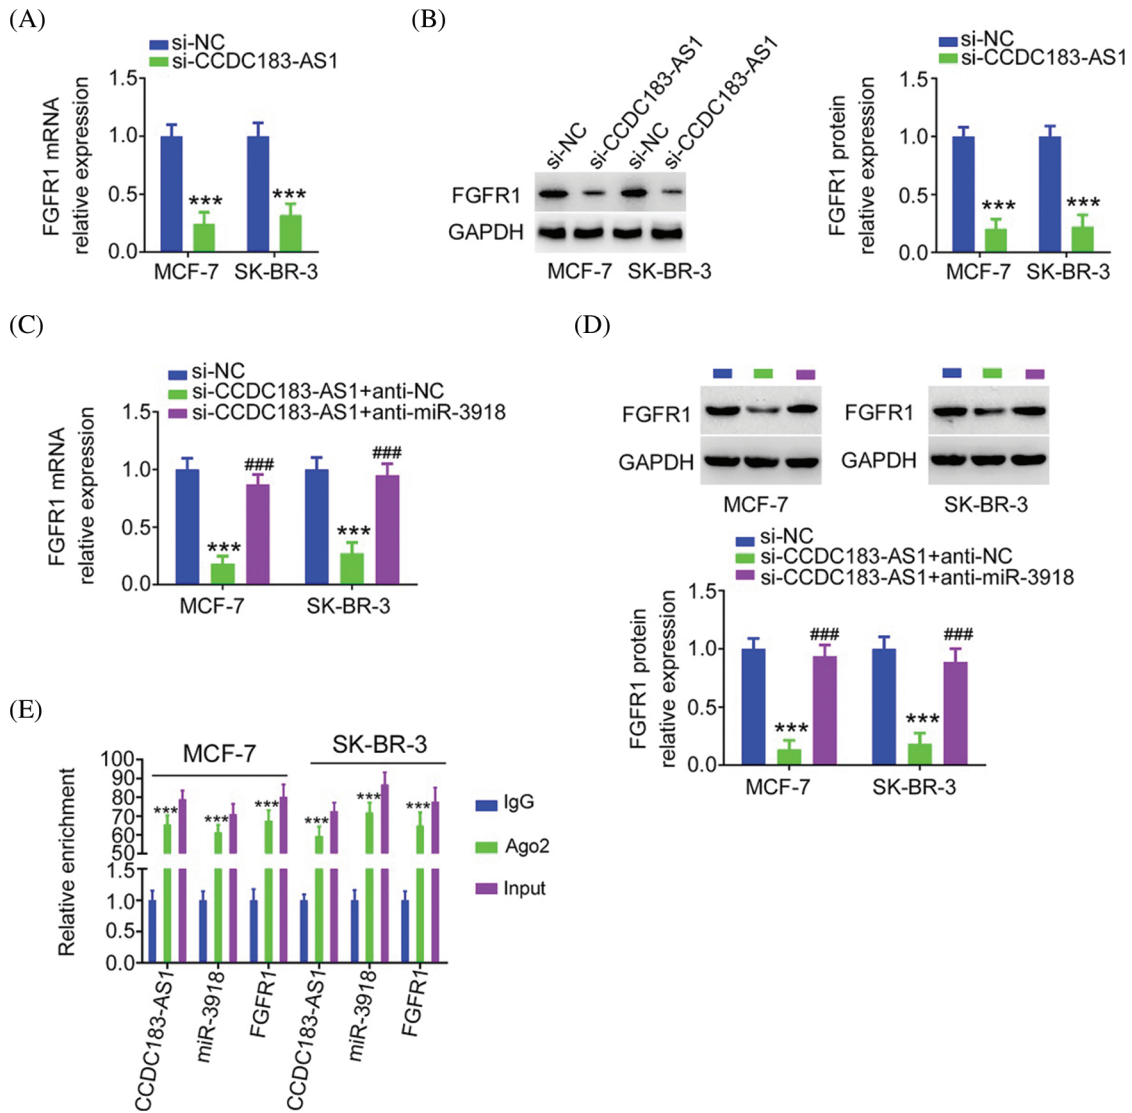 (A)
si-NC
si-CCDC183-AS1
FGFR1 mRNA
relative expression
1.5
1.0
0.5
0.0
***
***
MCF-7 SK-BR-3
(B)
si-NC
si-CCDC183-AS1
si-NC
si-CCDC183-AS1
FGFR1
GAPDH
MCF-7 SK-BR-3
si-NC
si-CCDC183-AS1
FGFR1 protein
relative expression
1.5
1.0
0.5
0.0
***
***
MCF-7 SK-BR-3
(C)
si-NC
si-CCDC183-AS1+anti-NC
si-CCDC183-AS1+anti-miR-3918
FGFR1 mRNA
relative expression
1.5
1.0
0.5
0.0
***
###
***
###
MCF-7 SK-BR-3
(D)
FGFR1
GAPDH
MCF-7
FGFR1
GAPDH
SK-BR-3
si-NC
si-CCDC183-AS1+anti-NC
si-CCDC183-AS1+anti-miR-3918
FGFR1 protein
relative expression
1.5
1.0
0.5
0.0
***
###
***
###
MCF-7 SK-BR-3
(E)
MCF-7 SK-BR-3
Relative enrichment
100
90
80
70
60
50
1.5
1.0
0.5
0.0
***
***
***
***
***
***
CCDC183-AS1
miR-3918
FGFR1
CCDC183-AS1
miR-3918
FGFR1
IgG
Ago2
Input